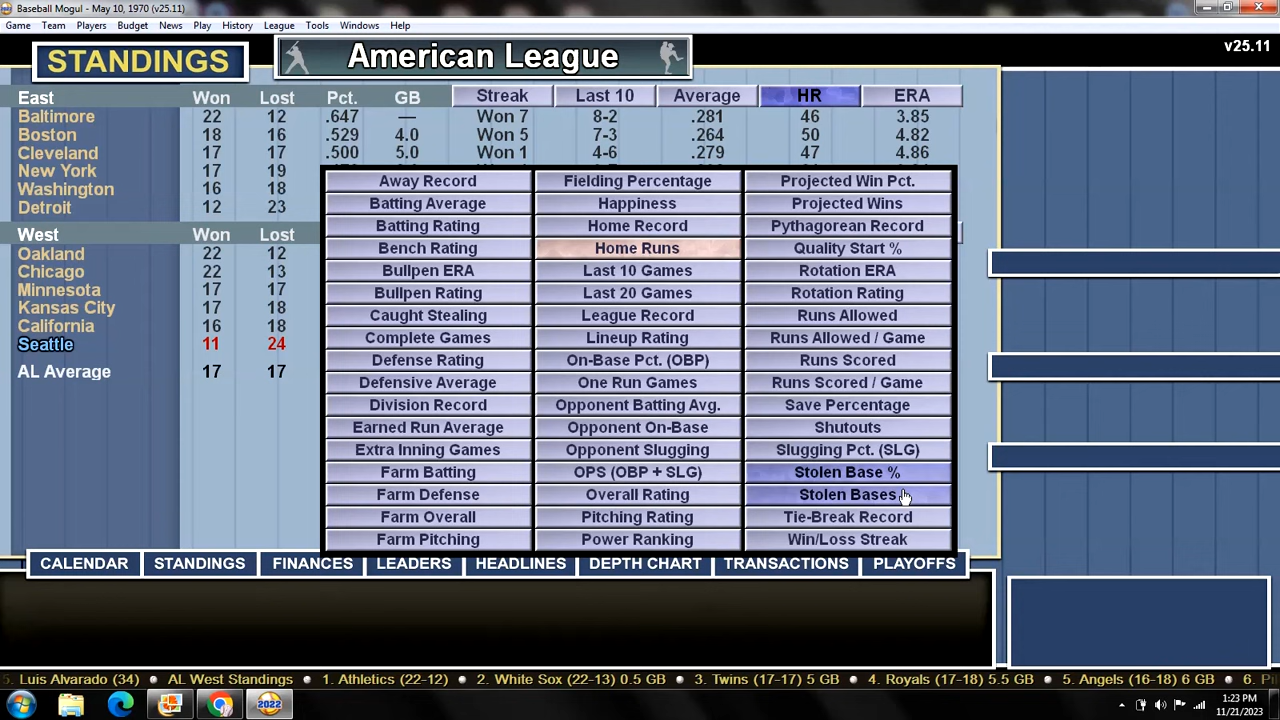 Baseball Mogul - May 10, 1970 (v25.11)
Game Team Players Budget News Play History League Tools Windows Help
STANDINGS American League v25.11
East Won Lost Pct. GB Streak Last 10 Average HR ERA
Baltimore 22 12 .647 — Won 7 8-2 .281 46 3.85
Boston 18 16 .529 4.0 Won 5 7-3 .264 50 4.82
Cleveland 17 17 .500 5.0 Won 1 4-6 .279 47 4.86
New York 17 19
Washington 16 18
Detroit 12 23
West Won Lost
Oakland 22 12
Chicago 22 13
Minnesota 17 17
Kansas City 17 18
California 16 18
Seattle 11 24
AL Average 17 17
Away Record Fielding Percentage Projected Win Pct.
Batting Average Happiness Projected Wins
Batting Rating Home Record Pythagorean Record
Bench Rating Home Runs Quality Start %
Bullpen ERA Last 10 Games Rotation ERA
Bullpen Rating Last 20 Games Rotation Rating
Caught Stealing League Record Runs Allowed
Complete Games Lineup Rating Runs Allowed / Game
Defense Rating On-Base Pct. (OBP) Runs Scored
Defensive Average One Run Games Runs Scored / Game
Division Record Opponent Batting Avg. Save Percentage
Earned Run Average Opponent On-Base Shutouts
Extra Inning Games Opponent Slugging Slugging Pct. (SLG)
Farm Batting OPS (OBP + SLG) Stolen Base %
Farm Defense Overall Rating Stolen Bases
Farm Overall Pitching Rating Tie-Break Record
Farm Pitching Power Ranking Win/Loss Streak
CALENDAR STANDINGS FINANCES LEADERS HEADLINES DEPTH CHART TRANSACTIONS PLAYOFFS
5. Luis Alvarado (34) AL West Standings 1. Athletics (22-12) 2. White Sox (22-13) 0.5 GB 3. Twins (17-17) 5 GB 4. Royals (17-18) 5.5 GB 5. Angels (16-18) 6 GB 6.
2022 1:23 PM
11/21/2023